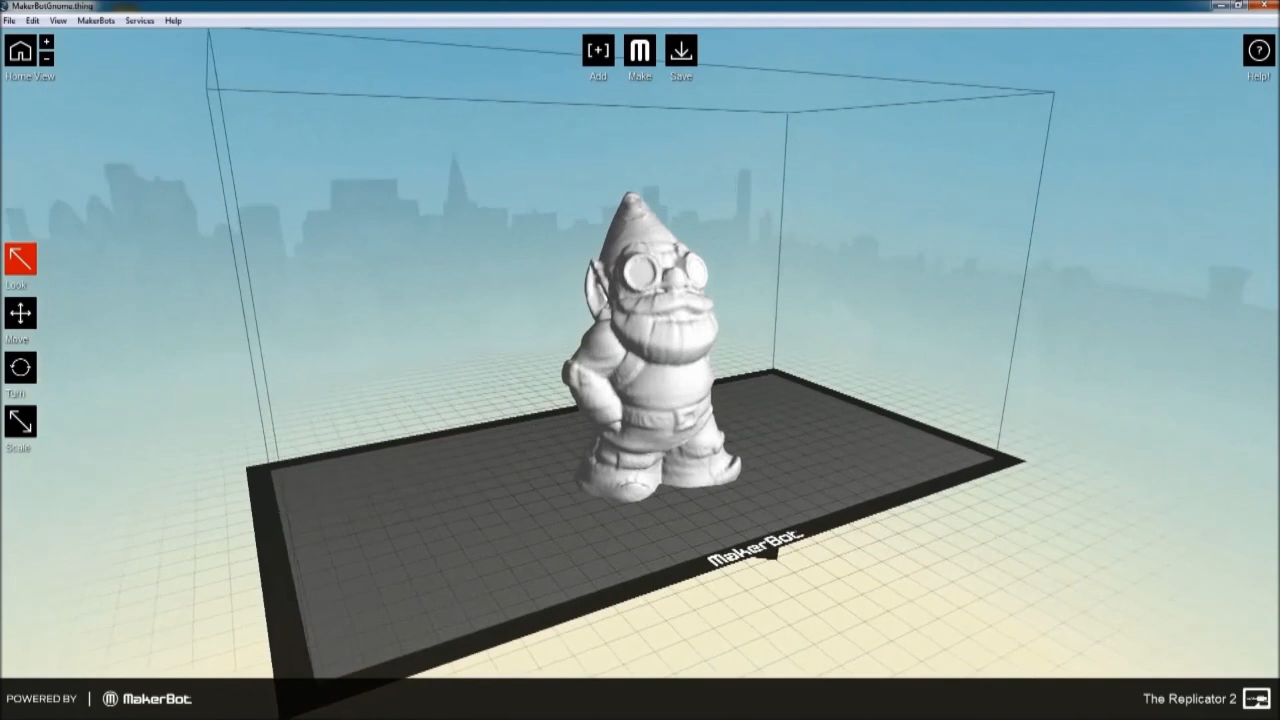 MakerBotGnome.thing
File Edit View MakerBots Services Help
+
-
Home View
[+] M
Add Make Save
?
Help!
Look
Move
Turn
Scale
MakerBot
POWERED BY | M MakerBot
The Replicator 2